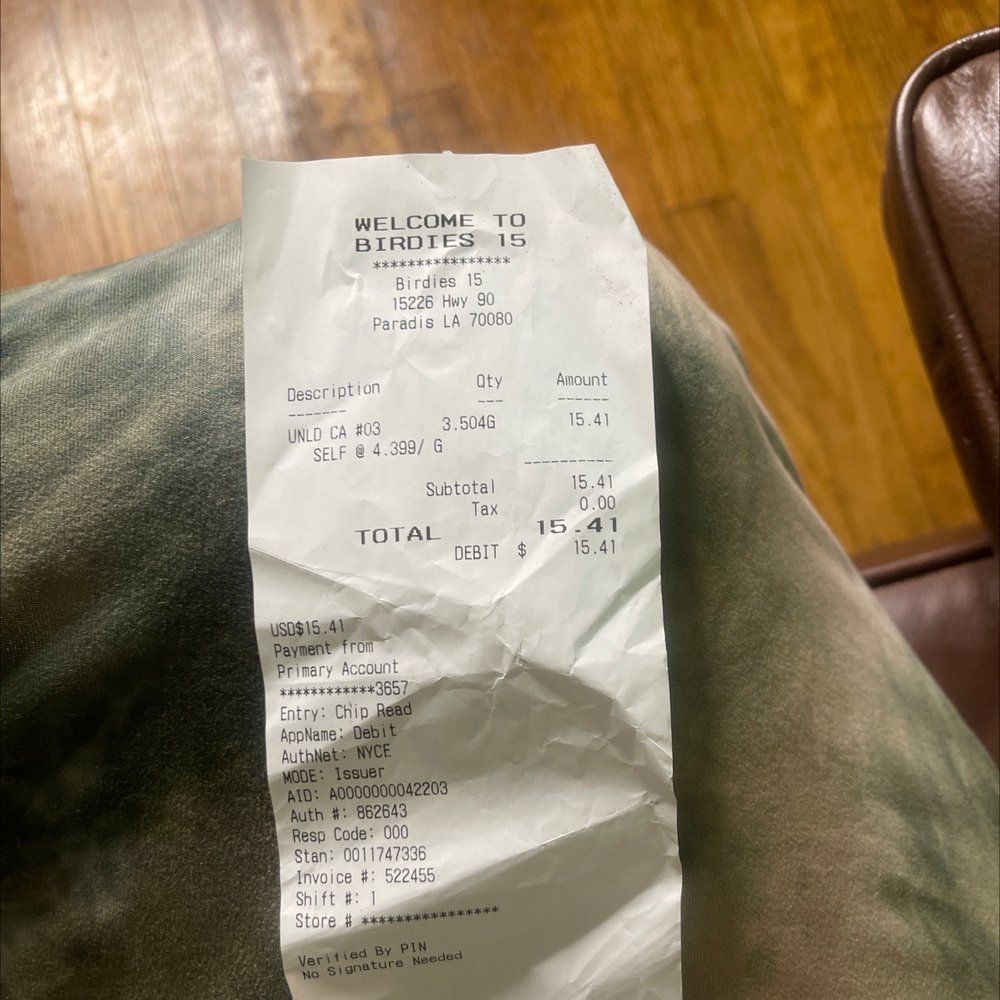 WELCOME TO
BIRDIES 15
****************
Birdies 15
15226 Hwy 90
Paradis LA 70080
Description Qty Amount
------- --- ------
UNLD CA #03 3.504G 15.41
SELF @ 4.399/ G
----------
Subtotal 15.41
Tax 0.00
TOTAL 15.41
DEBIT $ 15.41
USD$15.41
Payment from
Primary Account
************3657
Entry: Chip Read
AppName: Debit
AuthNet: NYCE
MODE: Issuer
AID: A0000000042203
Auth #: 862643
Resp Code: 000
Stan: 0011747336
Invoice #: 522455
Shift #: 1
Store # ****************
Verified By PIN
No Signature Needed